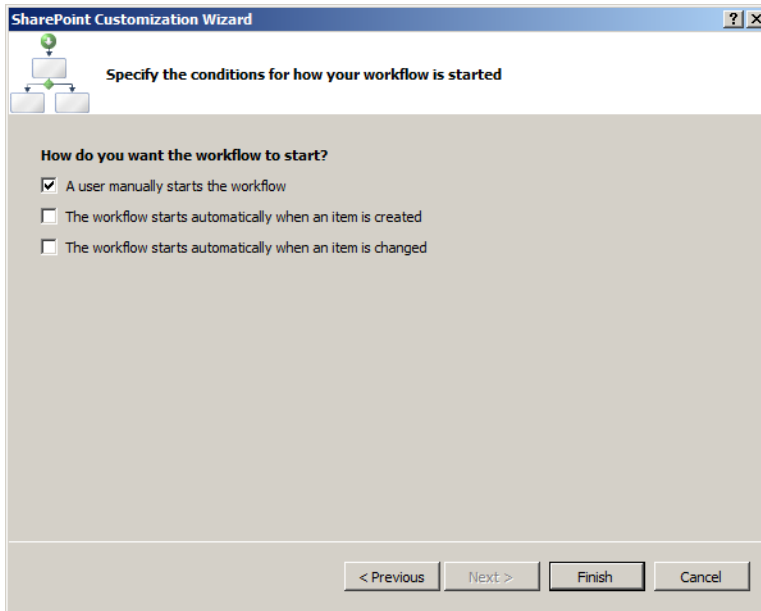 SharePoint Customization Wizard
Specify the conditions for how your workflow is started
How do you want the workflow to start?
A user manually starts the workflow
The workflow starts automatically when an item is created
The workflow starts automatically when an item is changed
< Previous Next > Finish Cancel